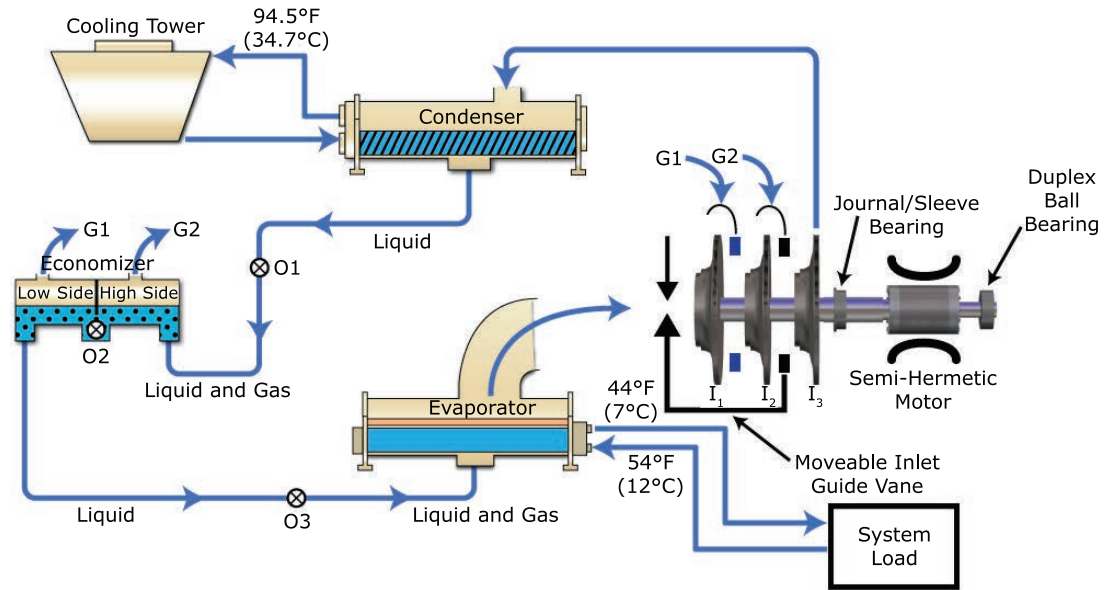 Cooling Tower
94.5°F
(34.7°C)
Condenser
G1
G2
Journal/Sleeve
Bearing
Duplex
Ball
Bearing
G1
G2
Economizer
Low Side
High Side
O2
Liquid
O1
Liquid and Gas
Evaporator
44°F
(7°C)
54°F
(12°C)
I1
I2
I3
Semi-Hermetic
Motor
Moveable Inlet
Guide Vane
Liquid
O3
Liquid and Gas
System
Load